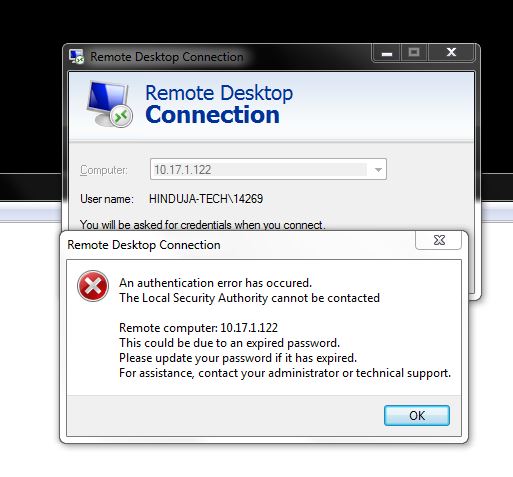 Remote Desktop Connection
Remote Desktop
Connection
Computer: 10.17.1.122
User name: HINDUJA-TECH\14269
You will be asked for credentials when you connect.
Remote Desktop Connection
An authentication error has occured.
The Local Security Authority cannot be contacted
Remote computer: 10.17.1.122
This could be due to an expired password.
Please update your password if it has expired.
For assistance, contact your administrator or technical support.
OK